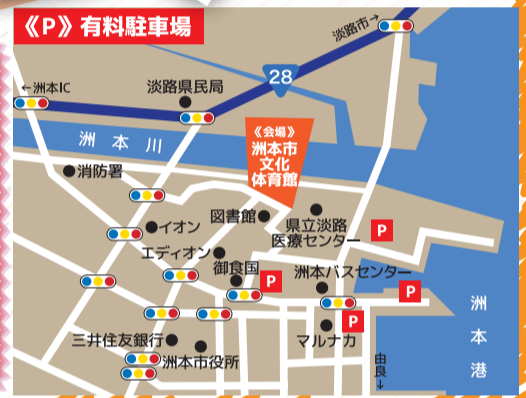 《P》有料駐車場
淡路市→
28
←洲本IC
淡路県民局
《会場》
洲本市
文化
体育館
洲本川
消防署
図書館
県立淡路
医療センター
イオン
P
エディオン
御食国
P
洲本バスセンター
P
P
洲本港
三井住友銀行
洲本市役所
マルナカ
由良↓